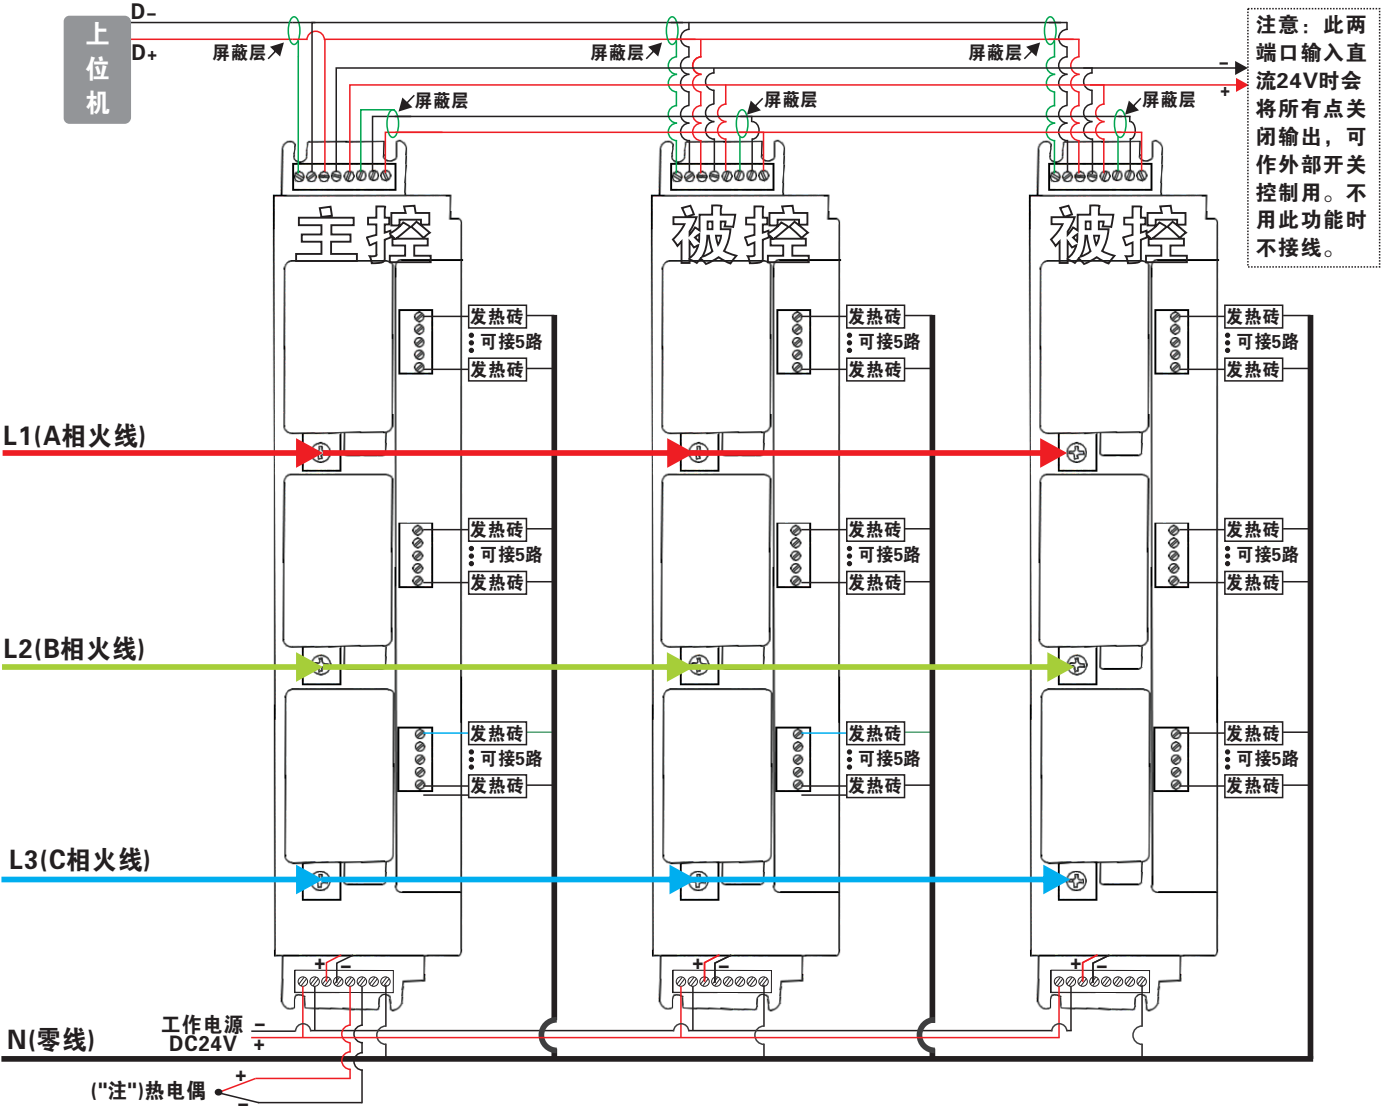 上位机
D−
D+
屏蔽层
屏蔽层
屏蔽层
−
+
屏蔽层
屏蔽层
屏蔽层
注意：此两
端口输入直
流24V时会
将所有点关
闭输出，可
作外部开关
控制用。不
用此功能时
不接线。
主控
被控
被控
发热砖
可接5路
发热砖
发热砖
可接5路
发热砖
发热砖
可接5路
发热砖
L1(A相火线)
发热砖
可接5路
发热砖
发热砖
可接5路
发热砖
发热砖
可接5路
发热砖
L2(B相火线)
发热砖
可接5路
发热砖
发热砖
可接5路
发热砖
发热砖
可接5路
发热砖
L3(C相火线)
+ −
+ −
+ −
工作电源 −
DC24V +
N(零线)
+
("注")热电偶
−